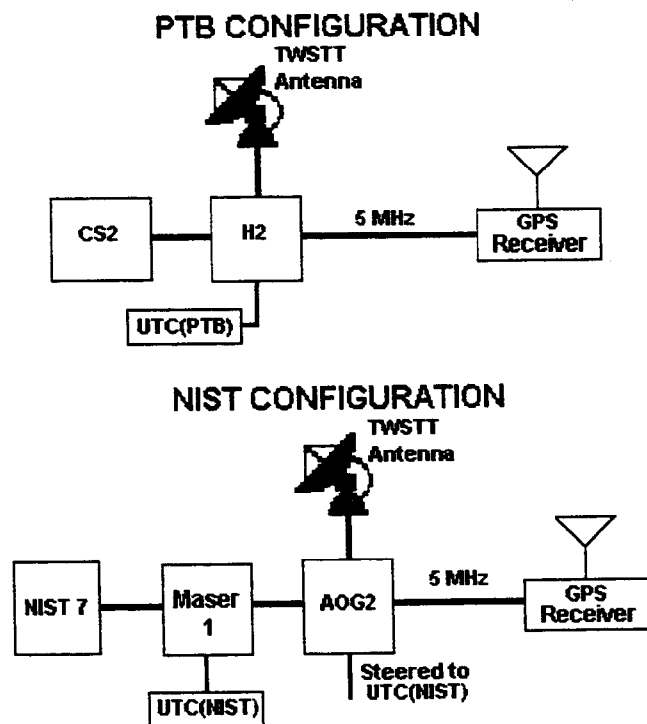 PTB CONFIGURATION
TWSTT
Antenna
CS2
H2
5 MHz
GPS
Receiver
UTC(PTB)
NIST CONFIGURATION
TWSTT
Antenna
NIST 7
Maser
1
AOG2
5 MHz
GPS
Receiver
Steered to
UTC(NIST)
UTC(NIST)